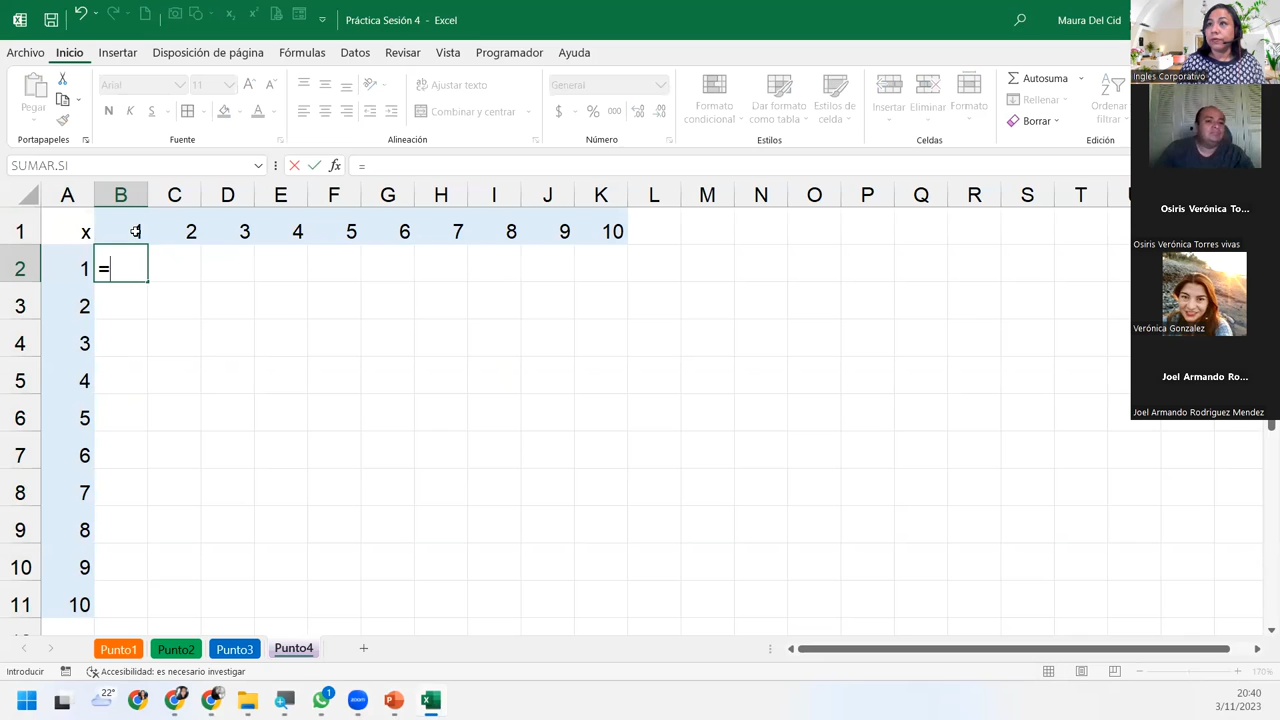 Práctica Sesión 4 - Excel
Maura Del Cid
Archivo Inicio Insertar Disposición de página Fórmulas Datos Revisar Vista Programador Ayuda
Pegar
Arial 11
N K S
ab Ajustar texto
Combinar y centrar
General
$ % 000
Formato condicional
Dar formato como tabla
Estilos de celda
Insertar Eliminar Formato
Autosuma
Rellenar
Borrar
Ordenar
filtrar
Portapapeles Fuente Alineación Número Estilos Celdas Edición
SUMAR.SI fx =
A B C D E F G H I J K L M N O P Q R S T
1 x 1 2 3 4 5 6 7 8 9 10
2 1 =
3 2
4 3
5 4
6 5
7 6
8 7
9 8
10 9
11 10
Punto1 Punto2 Punto3 Punto4
Introducir Accesibilidad: es necesario investigar 170%
22° 1 zoom
20:40
3/11/2023
Ingles Corporativo
Osiris Verónica To...
Osiris Verónica Torres vivas
Verónica Gonzalez
Joel Armando Ro...
Joel Armando Rodriguez Mendez